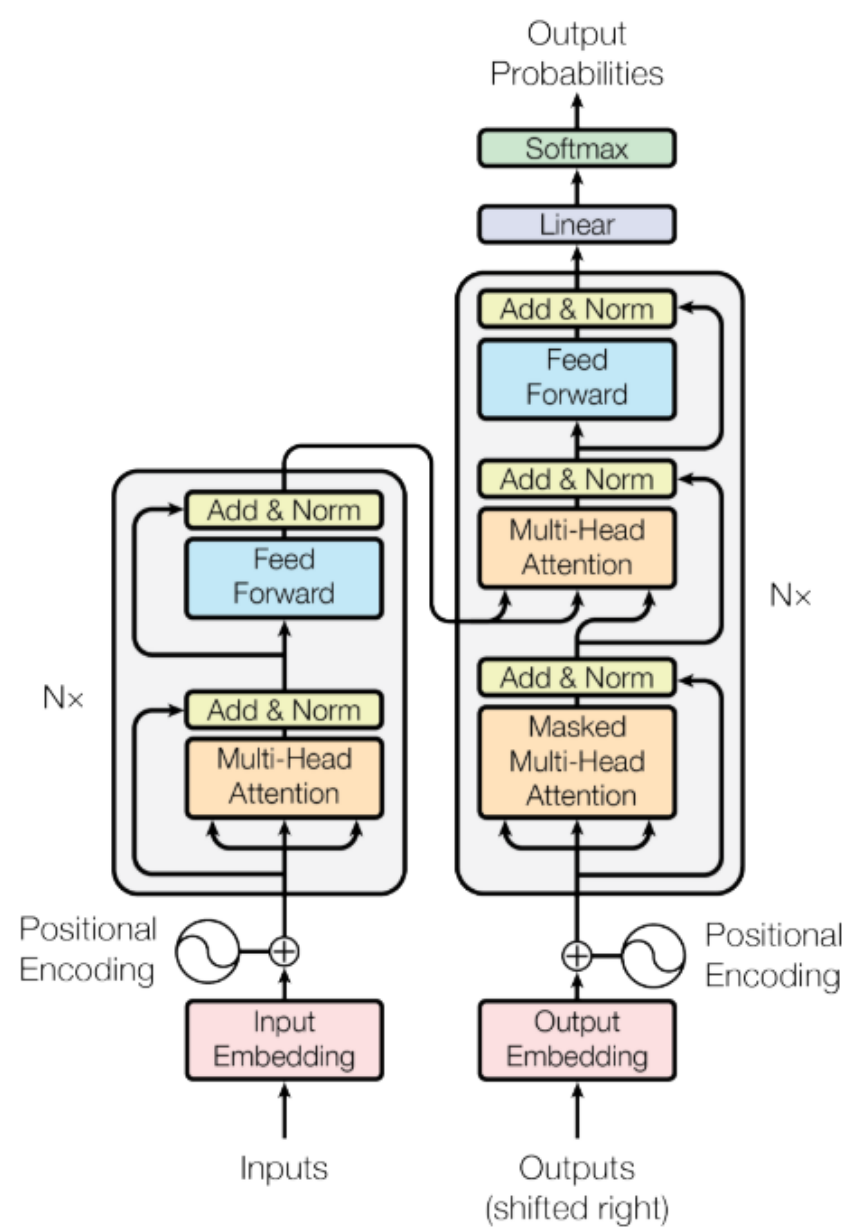 Output
Probabilities
Softmax
Linear
Add & Norm
Feed
Forward
Add & Norm
Multi-Head
Attention
Add & Norm
Masked
Multi-Head
Attention
N×
Add & Norm
Feed
Forward
Add & Norm
Multi-Head
Attention
N×
Positional
Encoding
Positional
Encoding
Input
Embedding
Output
Embedding
Inputs
Outputs
(shifted right)